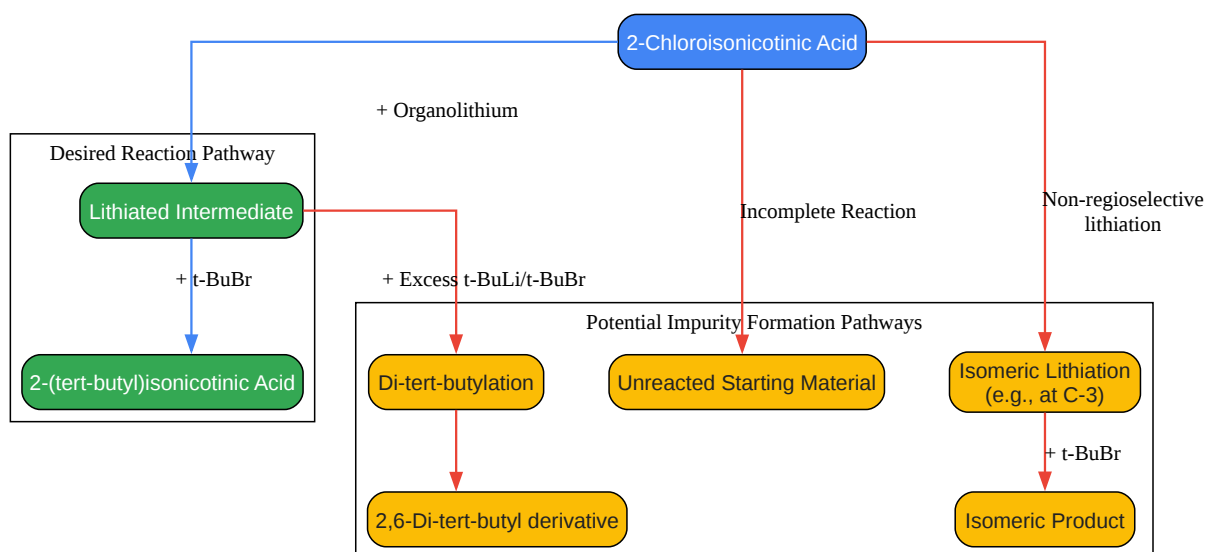 2-Chloroisonicotinic Acid
+ Organolithium
Desired Reaction Pathway
Lithiated Intermediate
Incomplete Reaction
Non-regioselective
lithiation
+ t-BuBr
+ Excess t-BuLi/t-BuBr
Potential Impurity Formation Pathways
2-(tert-butyl)isonicotinic Acid
Di-tert-butylation
Unreacted Starting Material
Isomeric Lithiation
(e.g., at C-3)
+ t-BuBr
2,6-Di-tert-butyl derivative
Isomeric Product